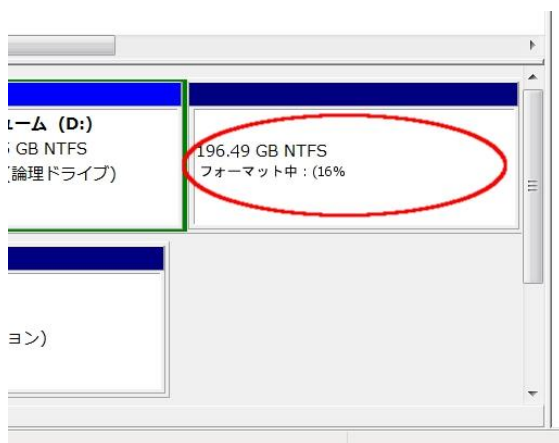 ューム (D:)
GB NTFS
(論理ドライブ)
196.49 GB NTFS
フォーマット中 : (16%
ョン)